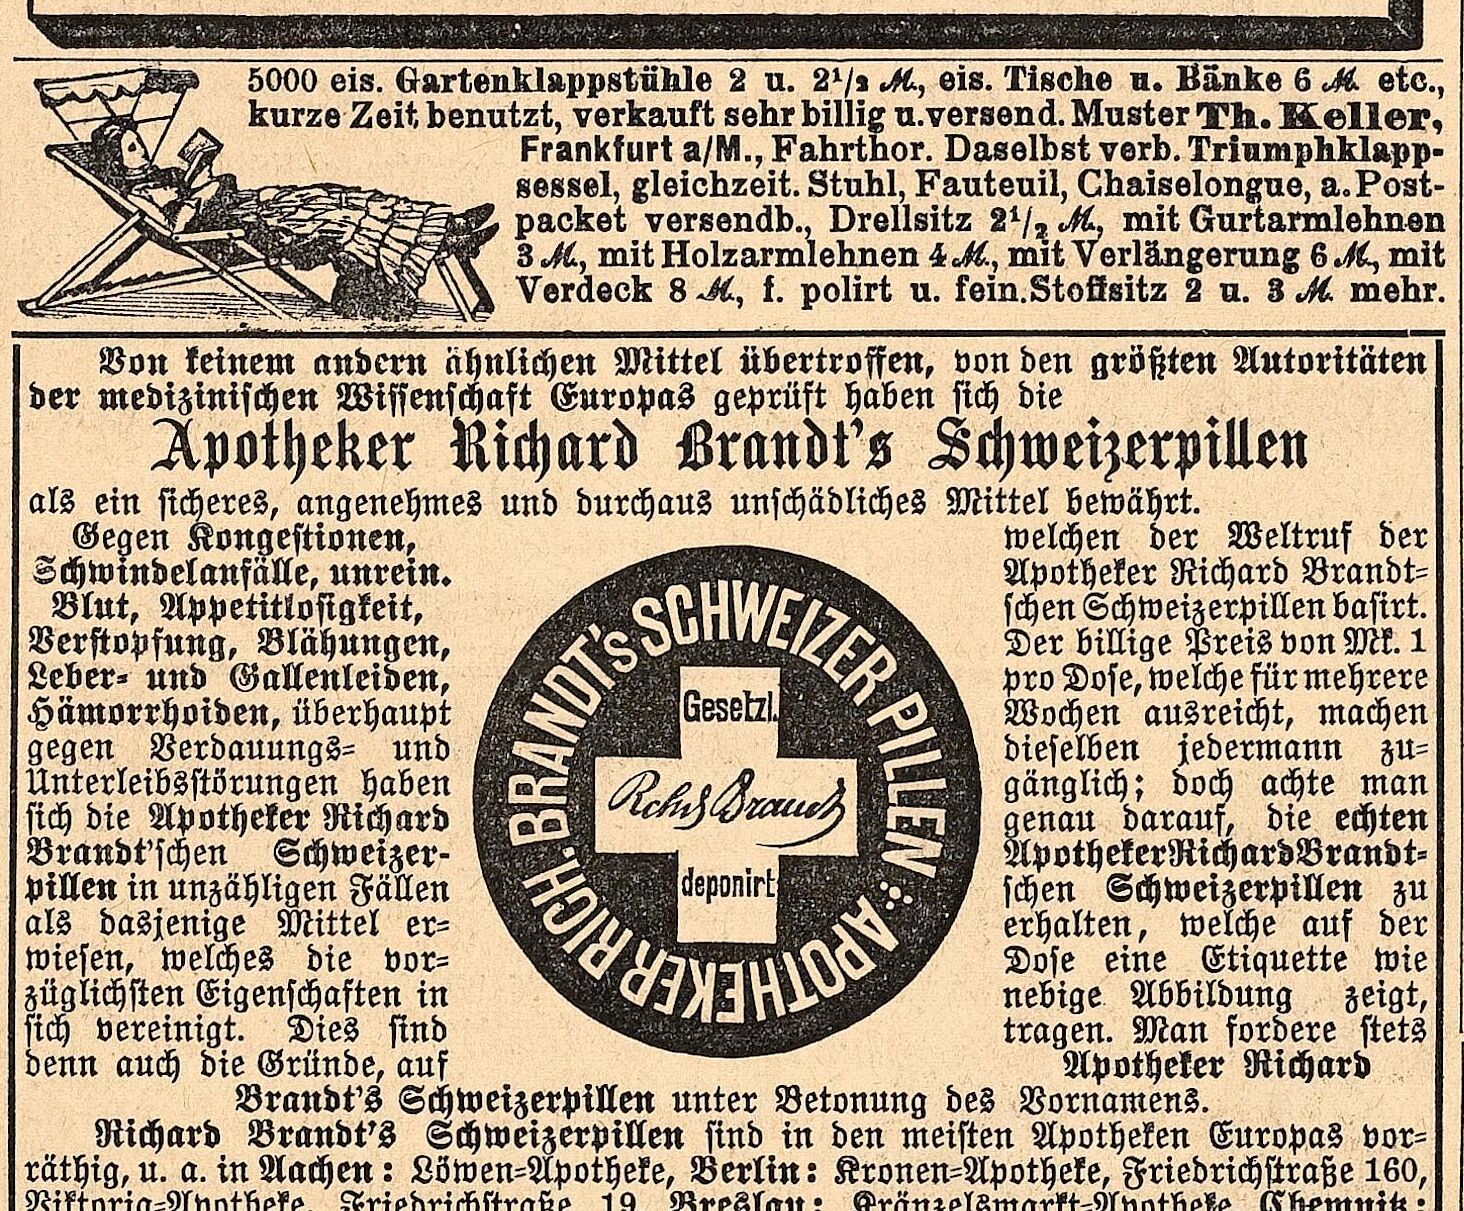 5000 eis. Gartenklappstühle 2 u. 2½ M., eis. Tische u. Bänke 6 M. etc.,
kurze Zeit benutzt, verkauft sehr billig u. versend. Muster Th. Keller,
Frankfurt a/M., Fahrthor. Daselbst verb. Triumphklapp-
sessel, gleichzeit. Stuhl, Fauteuil, Chaiselongue, a. Post-
packet versendb., Drellsitz 2½ M., mit Gurtarmlehnen
3 M., mit Holzarmlehnen 4 M., mit Verlängerung 6 M., mit
Verdeck 8 M., f. polirt u. fein. Stoffsitz 2 u. 3 M. mehr.
Von keinem andern ähnlichen Mittel übertroffen, von den größten Autoritäten
der medizinischen Wissenschaft Europas geprüft haben sich die
Apotheker Richard Brandt's Schweizerpillen
als ein sicheres, angenehmes und durchaus unschädliches Mittel bewährt.
Gegen Kongestionen,
Schwindelanfälle, unrein.
Blut, Appetitlosigkeit,
Verstopfung, Blähungen,
Leber- und Gallenleiden,
Hämorrhoiden, überhaupt
gegen Verdauungs- und
Unterleibsstörungen haben
sich die Apotheker Richard
Brandt'schen Schweizer-
pillen in unzähligen Fällen
als dasjenige Mittel er-
wiesen, welches die vor-
züglichsten Eigenschaften in
sich vereinigt. Dies sind
denn auch die Gründe, auf
APOTHEKER RICH. BRANDT's SCHWEIZER PILLEN
Gesetzl.
Rchd Brandt
deponirt
welchen der Weltruf der
Apotheker Richard Brandt-
schen Schweizerpillen basirt.
Der billige Preis von Mk. 1
pro Dose, welche für mehrere
Wochen ausreicht, machen
dieselben jedermann zu-
gänglich; doch achte man
genau darauf, die echten
Apotheker Richard Brandt-
schen Schweizerpillen zu
erhalten, welche auf der
Dose eine Etiquette wie
nebige Abbildung zeigt,
tragen. Man fordere stets
Apotheker Richard
Brandt's Schweizerpillen unter Betonung des Vornamens.
Richard Brandt's Schweizerpillen sind in den meisten Apotheken Europas vor-
räthig, u. a. in Aachen: Löwen-Apotheke, Berlin: Kronen-Apotheke, Friedrichstraße 160,
Viktoria-Apotheke, Friedrichstraße 19, Breslau: Kränzelsmarkt-Apotheke, Chemnitz: